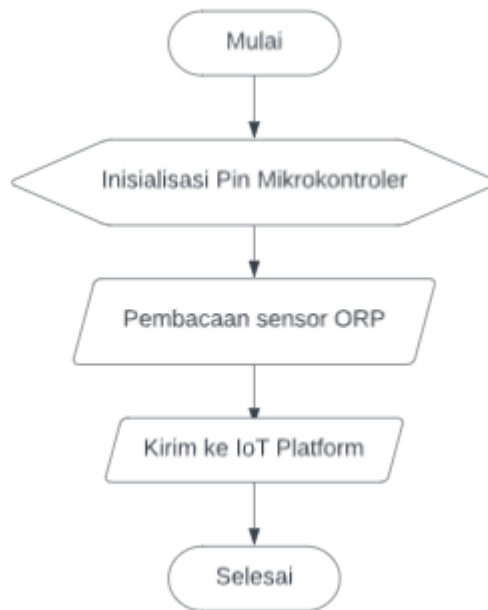 Mulai
Inisialisasi Pin Mikrokontroler
Pembacaan sensor ORP
Kirim ke IoT Platform
Selesai